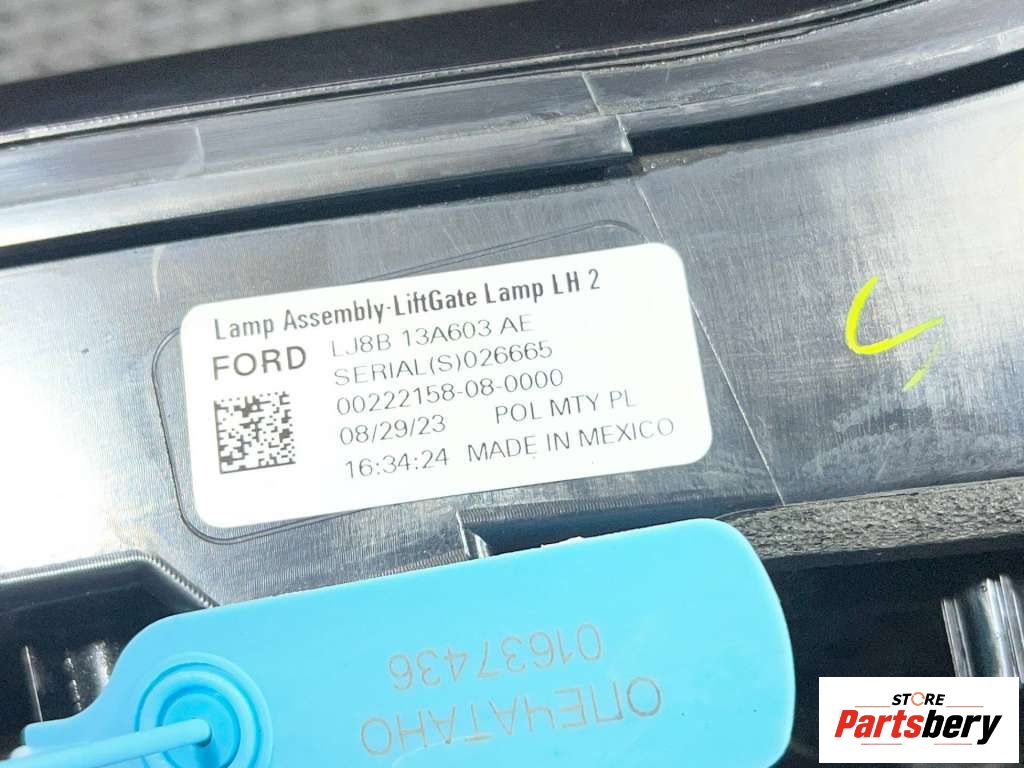 Lamp Assembly-LiftGate Lamp LH 2
FORD LJ8B 13A603 AE
SERIAL(S)026665
00222158-08-0000
08/29/23 POL MTY PL
16:34:24 MADE IN MEXICO
ОПЕЧАТАНО
01637436
STORE
Partsbery